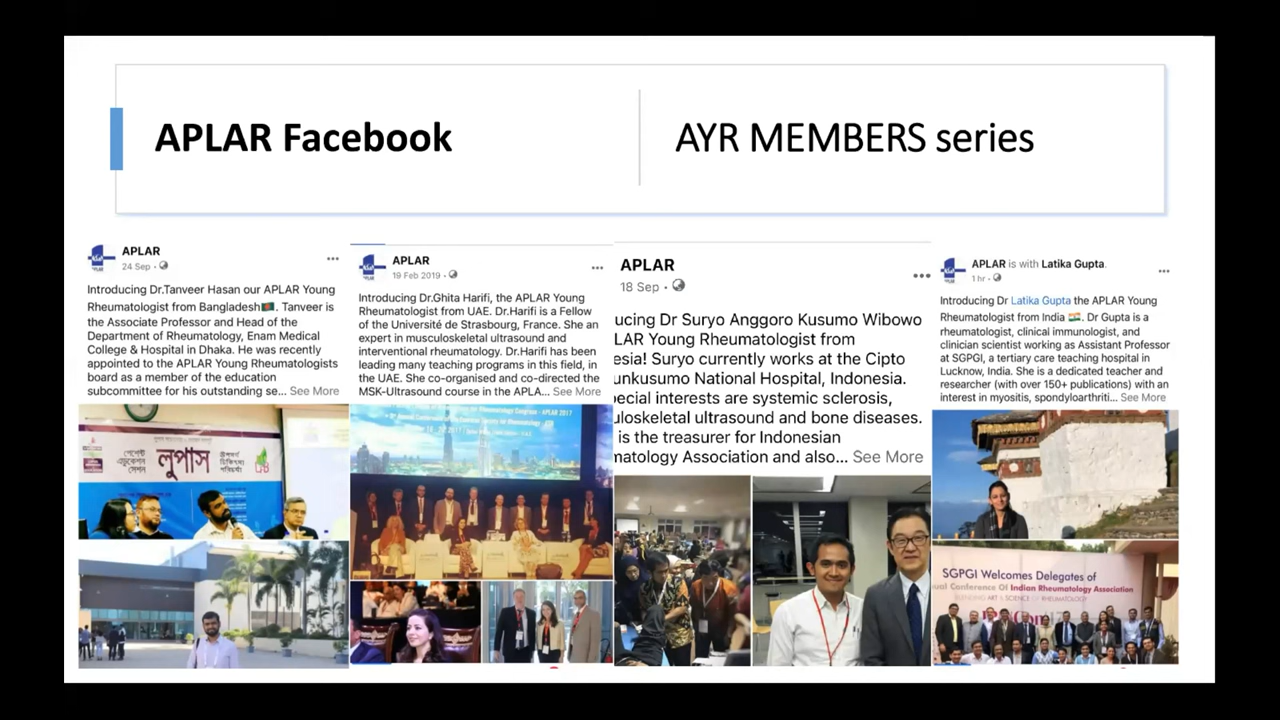 APLAR Facebook
AYR MEMBERS series
APLAR
24 Sep
Introducing Dr.Tanveer Hasan our APLAR Young
Rheumatologist from Bangladesh🇧🇩. Tanveer is
the Associate Professor and Head of the
Department of Rheumatology, Enam Medical
College & Hospital in Dhaka. He was recently
appointed to the APLAR Young Rheumatologists
board as a member of the education
subcommittee for his outstanding se... See More
লুপাস
APLAR
19 Feb 2019
Introducing Dr.Ghita Harifi, the APLAR Young
Rheumatologist from UAE. Dr.Harifi is a Fellow
of the Université de Strasbourg, France. She an
expert in musculoskeletal ultrasound and
interventional rheumatology. Dr.Harifi has been
leading many teaching programs in this field, in
the UAE. She co-organised and co-directed the
MSK-Ultrasound course in the APLA... See More
APLAR 2017
APLAR
18 Sep
ucing Dr Suryo Anggoro Kusumo Wibowo
LAR Young Rheumatologist from
esia! Suryo currently works at the Cipto
unkusumo National Hospital, Indonesia.
pecial interests are systemic sclerosis,
uloskeletal ultrasound and bone diseases.
is the treasurer for Indonesian
matology Association and also... See More
APLAR is with Latika Gupta.
1 hr
Introducing Dr Latika Gupta the APLAR Young
Rheumatologist from India 🇮🇳. Dr Gupta is a
rheumatologist, clinical immunologist, and
clinician scientist working as Assistant Professor
at SGPGI, a tertiary care teaching hospital in
Lucknow, India. She is a dedicated teacher and
researcher (with over 150+ publications) with an
interest in myositis, spondyloarthriti... See More
SGPGI Welcomes Delegates of
ual Conference Of Indian Rheumatology Association
ART & SCIENCE OF RHEUMATOLOGY